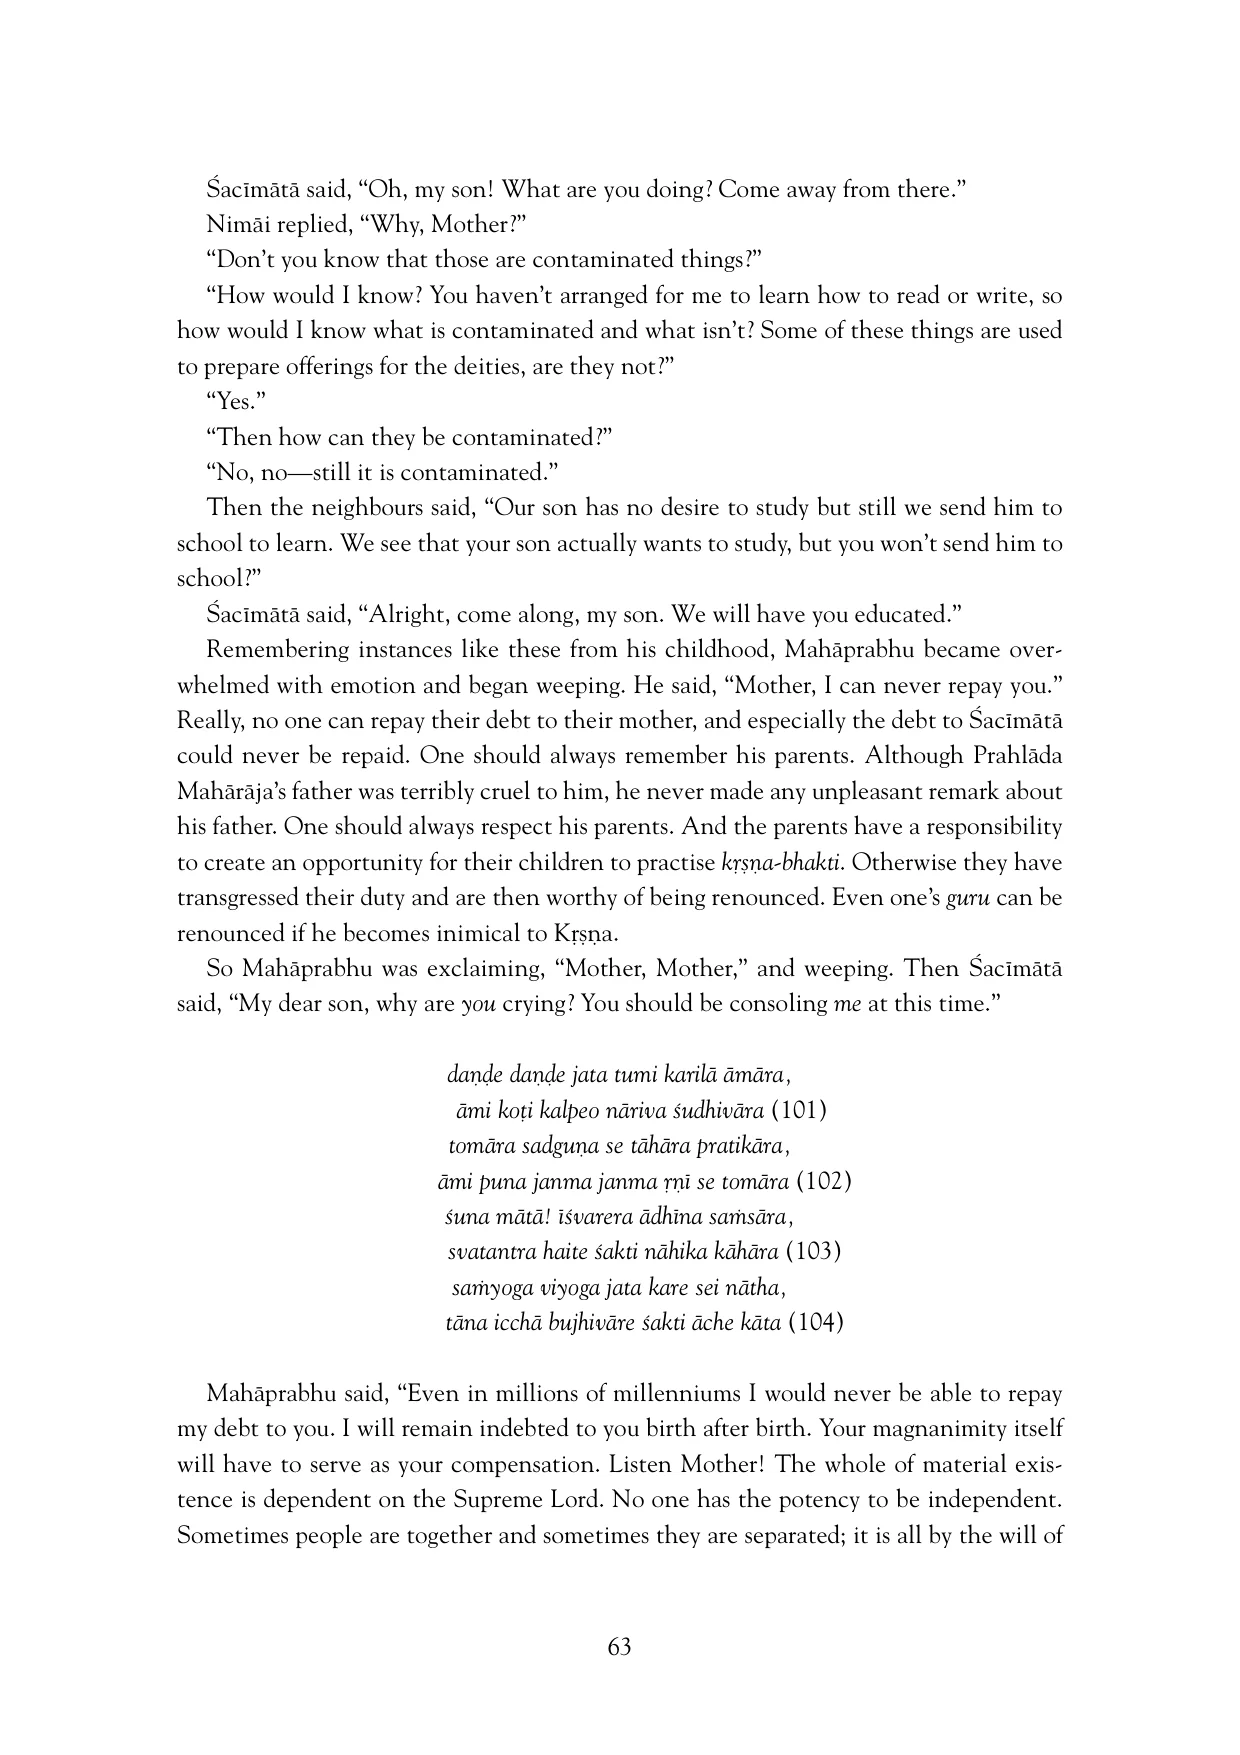 Śacīmātā said, “Oh, my son! What are you doing? Come away from there.”
Nimāi replied, “Why, Mother?”
“Don’t you know that those are contaminated things?”
“How would I know? You haven’t arranged for me to learn how to read or write, so
how would I know what is contaminated and what isn’t? Some of these things are used
to prepare offerings for the deities, are they not?”
“Yes.”
“Then how can they be contaminated?”
“No, no—still it is contaminated.”
Then the neighbours said, “Our son has no desire to study but still we send him to
school to learn. We see that your son actually wants to study, but you won’t send him to
school?”
Śacīmātā said, “Alright, come along, my son. We will have you educated.”
Remembering instances like these from his childhood, Mahāprabhu became over-
whelmed with emotion and began weeping. He said, “Mother, I can never repay you.”
Really, no one can repay their debt to their mother, and especially the debt to Śacīmātā
could never be repaid. One should always remember his parents. Although Prahlāda
Mahārāja’s father was terribly cruel to him, he never made any unpleasant remark about
his father. One should always respect his parents. And the parents have a responsibility
to create an opportunity for their children to practise kṛṣṇa-bhakti. Otherwise they have
transgressed their duty and are then worthy of being renounced. Even one’s guru can be
renounced if he becomes inimical to Kṛṣṇa.
So Mahāprabhu was exclaiming, “Mother, Mother,” and weeping. Then Śacīmātā
said, “My dear son, why are you crying? You should be consoling me at this time.”
daṇḍe daṇḍe jata tumi karilā āmāra,
āmi koṭi kalpeo nāriva śudhivāra (101)
tomāra sadguṇa se tāhāra pratikāra,
āmi puna janma janma ṛṇī se tomāra (102)
śuna mātā! īśvarera ādhīna saṁsāra,
svatantra haite śakti nāhika kāhāra (103)
saṁyoga viyoga jata kare sei nātha,
tāna icchā bujhivāre śakti āche kāta (104)
Mahāprabhu said, “Even in millions of millenniums I would never be able to repay
my debt to you. I will remain indebted to you birth after birth. Your magnanimity itself
will have to serve as your compensation. Listen Mother! The whole of material exis-
tence is dependent on the Supreme Lord. No one has the potency to be independent.
Sometimes people are together and sometimes they are separated; it is all by the will of
63